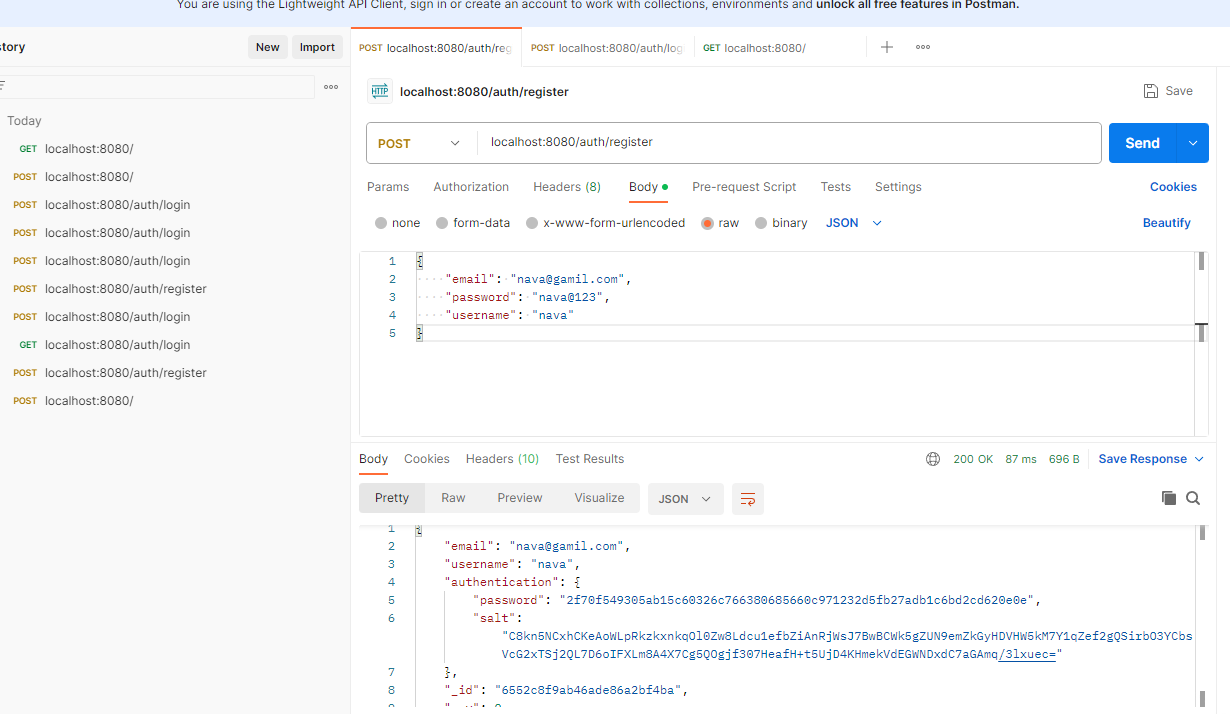 You are using the Lightweight API Client, sign in or create an account to work with collections, environments and unlock all free features in Postman.
story
New
Import
POST localhost:8080/auth/reg
POST localhost:8080/auth/log
GET localhost:8080/
Today
GET localhost:8080/
POST localhost:8080/
POST localhost:8080/auth/login
POST localhost:8080/auth/login
POST localhost:8080/auth/login
POST localhost:8080/auth/register
POST localhost:8080/auth/login
GET localhost:8080/auth/login
POST localhost:8080/auth/register
POST localhost:8080/
HTTP localhost:8080/auth/register
Save
POST localhost:8080/auth/register
Send
Params Authorization Headers (8) Body Pre-request Script Tests Settings Cookies
none form-data x-www-form-urlencoded raw binary JSON Beautify
1 {
2 "email": "nava@gamil.com",
3 "password": "nava@123",
4 "username": "nava"
5 }
Body Cookies Headers (10) Test Results 200 OK 87 ms 696 B Save Response
Pretty Raw Preview Visualize JSON
1 {
2 "email": "nava@gamil.com",
3 "username": "nava",
4 "authentication": {
5 "password": "2f70f549305ab15c60326c766380685660c971232d5fb27adb1c6bd2cd620e0e",
6 "salt":
"C8kn5NCxhCKeAoWLpRkzkxnkqOl0Zw8Ldcu1efbZiAnRjWsJ7BwBCWk5gZUN9emZkGyHDVHW5kM7Y1qZef2gQSirbO3YCbs
VcG2xTSj2QL7D6oIFXLm8A4X7Cg5QOgjf307HeafH+t5UjD4KHmekVdEGWNDxdC7aGAmq/3lxuec="
7 },
8 "_id": "6552c8f9ab46ade86a2bf4ba",